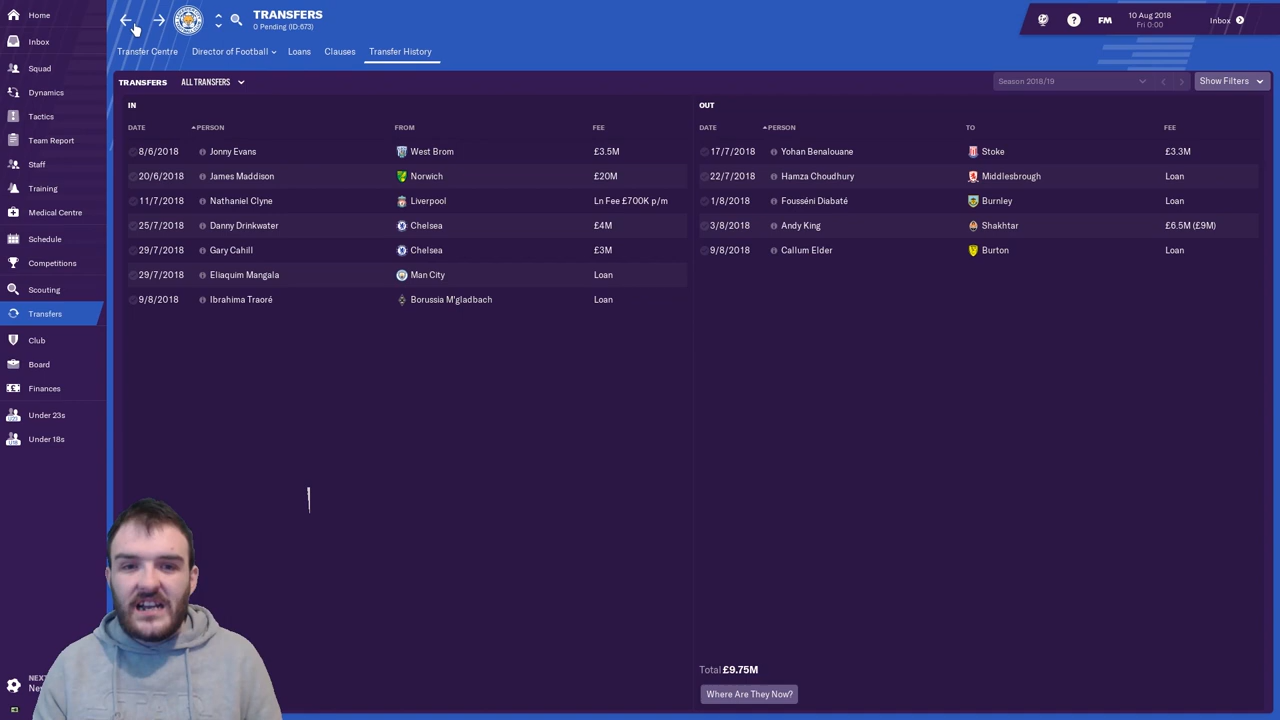 Home
Inbox
Squad
Dynamics
Tactics
Team Report
Staff
Training
Medical Centre
Schedule
Competitions
Scouting
Transfers
Club
Board
Finances
Under 23s
Under 18s
TRANSFERS
0 Pending (ID:673)
FM
10 Aug 2018
Fri 0:00
Inbox
Transfer Centre Director of Football Loans Clauses Transfer History
TRANSFERS ALL TRANSFERS Season 2018/19 Show Filters
IN
DATE PERSON FROM FEE
8/6/2018 Jonny Evans West Brom £3.5M
20/6/2018 James Maddison Norwich £20M
11/7/2018 Nathaniel Clyne Liverpool Ln Fee £700K p/m
25/7/2018 Danny Drinkwater Chelsea £4M
29/7/2018 Gary Cahill Chelsea £3M
29/7/2018 Eliaquim Mangala Man City Loan
9/8/2018 Ibrahima Traoré Borussia M'gladbach Loan
OUT
DATE PERSON TO FEE
17/7/2018 Yohan Benalouane Stoke £3.3M
22/7/2018 Hamza Choudhury Middlesbrough Loan
1/8/2018 Fousséni Diabaté Burnley Loan
3/8/2018 Andy King Shakhtar £6.5M (£9M)
9/8/2018 Callum Elder Burton Loan
Total £9.75M
Where Are They Now?